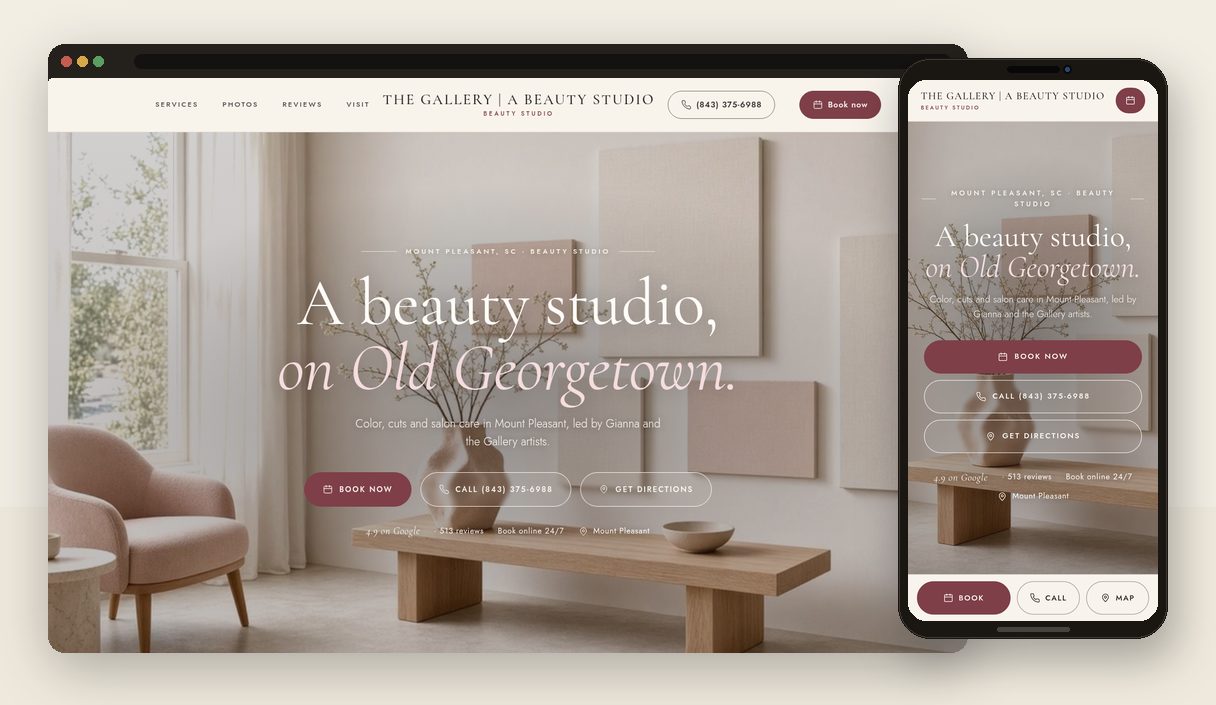 SERVICES PHOTOS REVIEWS VISIT THE GALLERY | A BEAUTY STUDIO (843) 375-6988 Book now
BEAUTY STUDIO
MOUNT PLEASANT, SC · BEAUTY STUDIO
A beauty studio,
on Old Georgetown.
Color, cuts and salon care in Mount Pleasant, led by Gianna and
the Gallery artists.
BOOK NOW CALL (843) 375-6988 GET DIRECTIONS
4.9 on Google · 513 reviews Book online 24/7 Mount Pleasant
THE GALLERY | A BEAUTY STUDIO
BEAUTY STUDIO
MOUNT PLEASANT, SC · BEAUTY
STUDIO
A beauty studio,
on Old Georgetown.
Color, cuts and salon care in Mount Pleasant, led by
Gianna and the Gallery artists.
BOOK NOW
CALL (843) 375-6988
GET DIRECTIONS
4.9 on Google · 513 reviews Book online 24/7
Mount Pleasant
BOOK CALL MAP